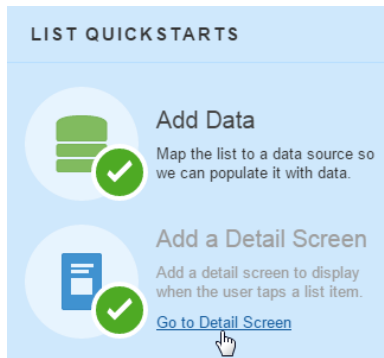 LIST QUICKSTARTS
Add Data
Map the list to a data source so
we can populate it with data.
Add a Detail Screen
Add a detail screen to display
when the user taps a list item.
Go to Detail Screen